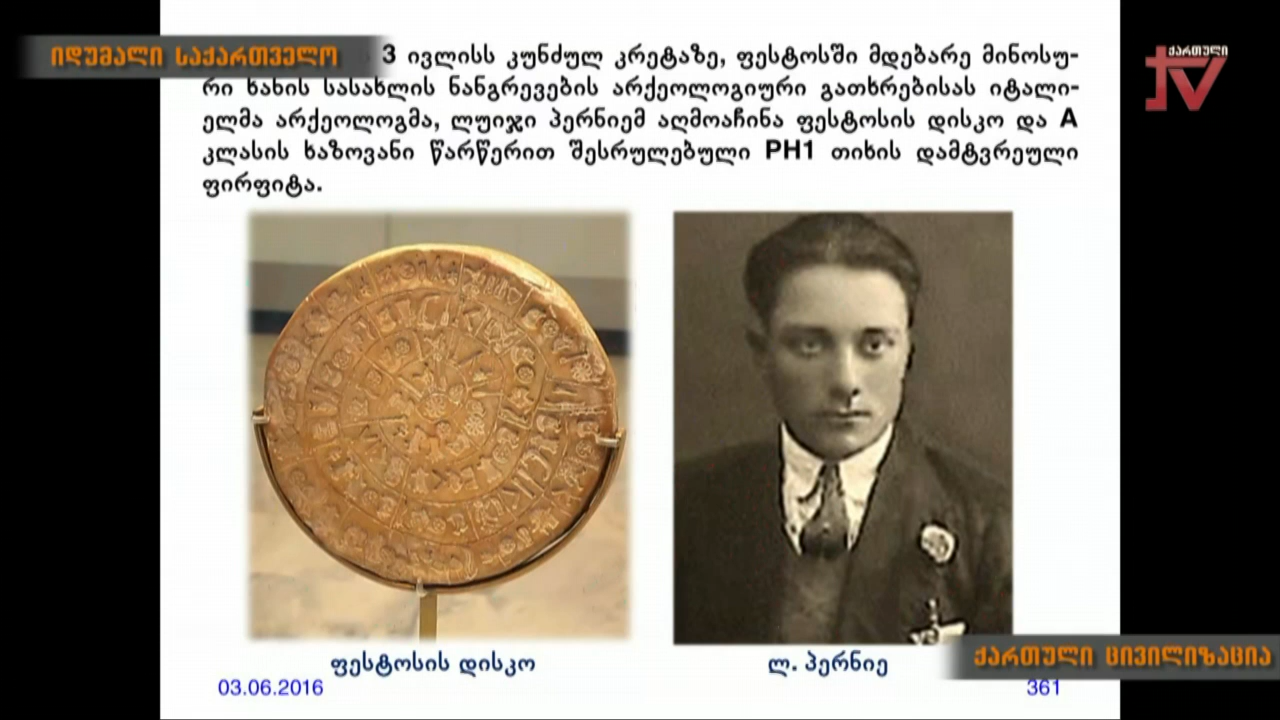 იდუმალი საქართველო
3 ივლისს კუნძულ კრეტაზე, ფესტოსში მდებარე მინოსუ-
რი ხანის სასახლის ნანგრევების არქეოლოგიური გათხრებისას იტალი-
ელმა არქეოლოგმა, ლუიჯი პერნიემ აღმოაჩინა ფესტოსის დისკო და A
კლასის ხაზოვანი წარწერით შესრულებული PH1 თიხის დამტვრეული
ფირფიტა.
ქართული
TV
ფესტოსის დისკო
ლ. პერნიე
ქართული ცივილიზაცია
03.06.2016
361